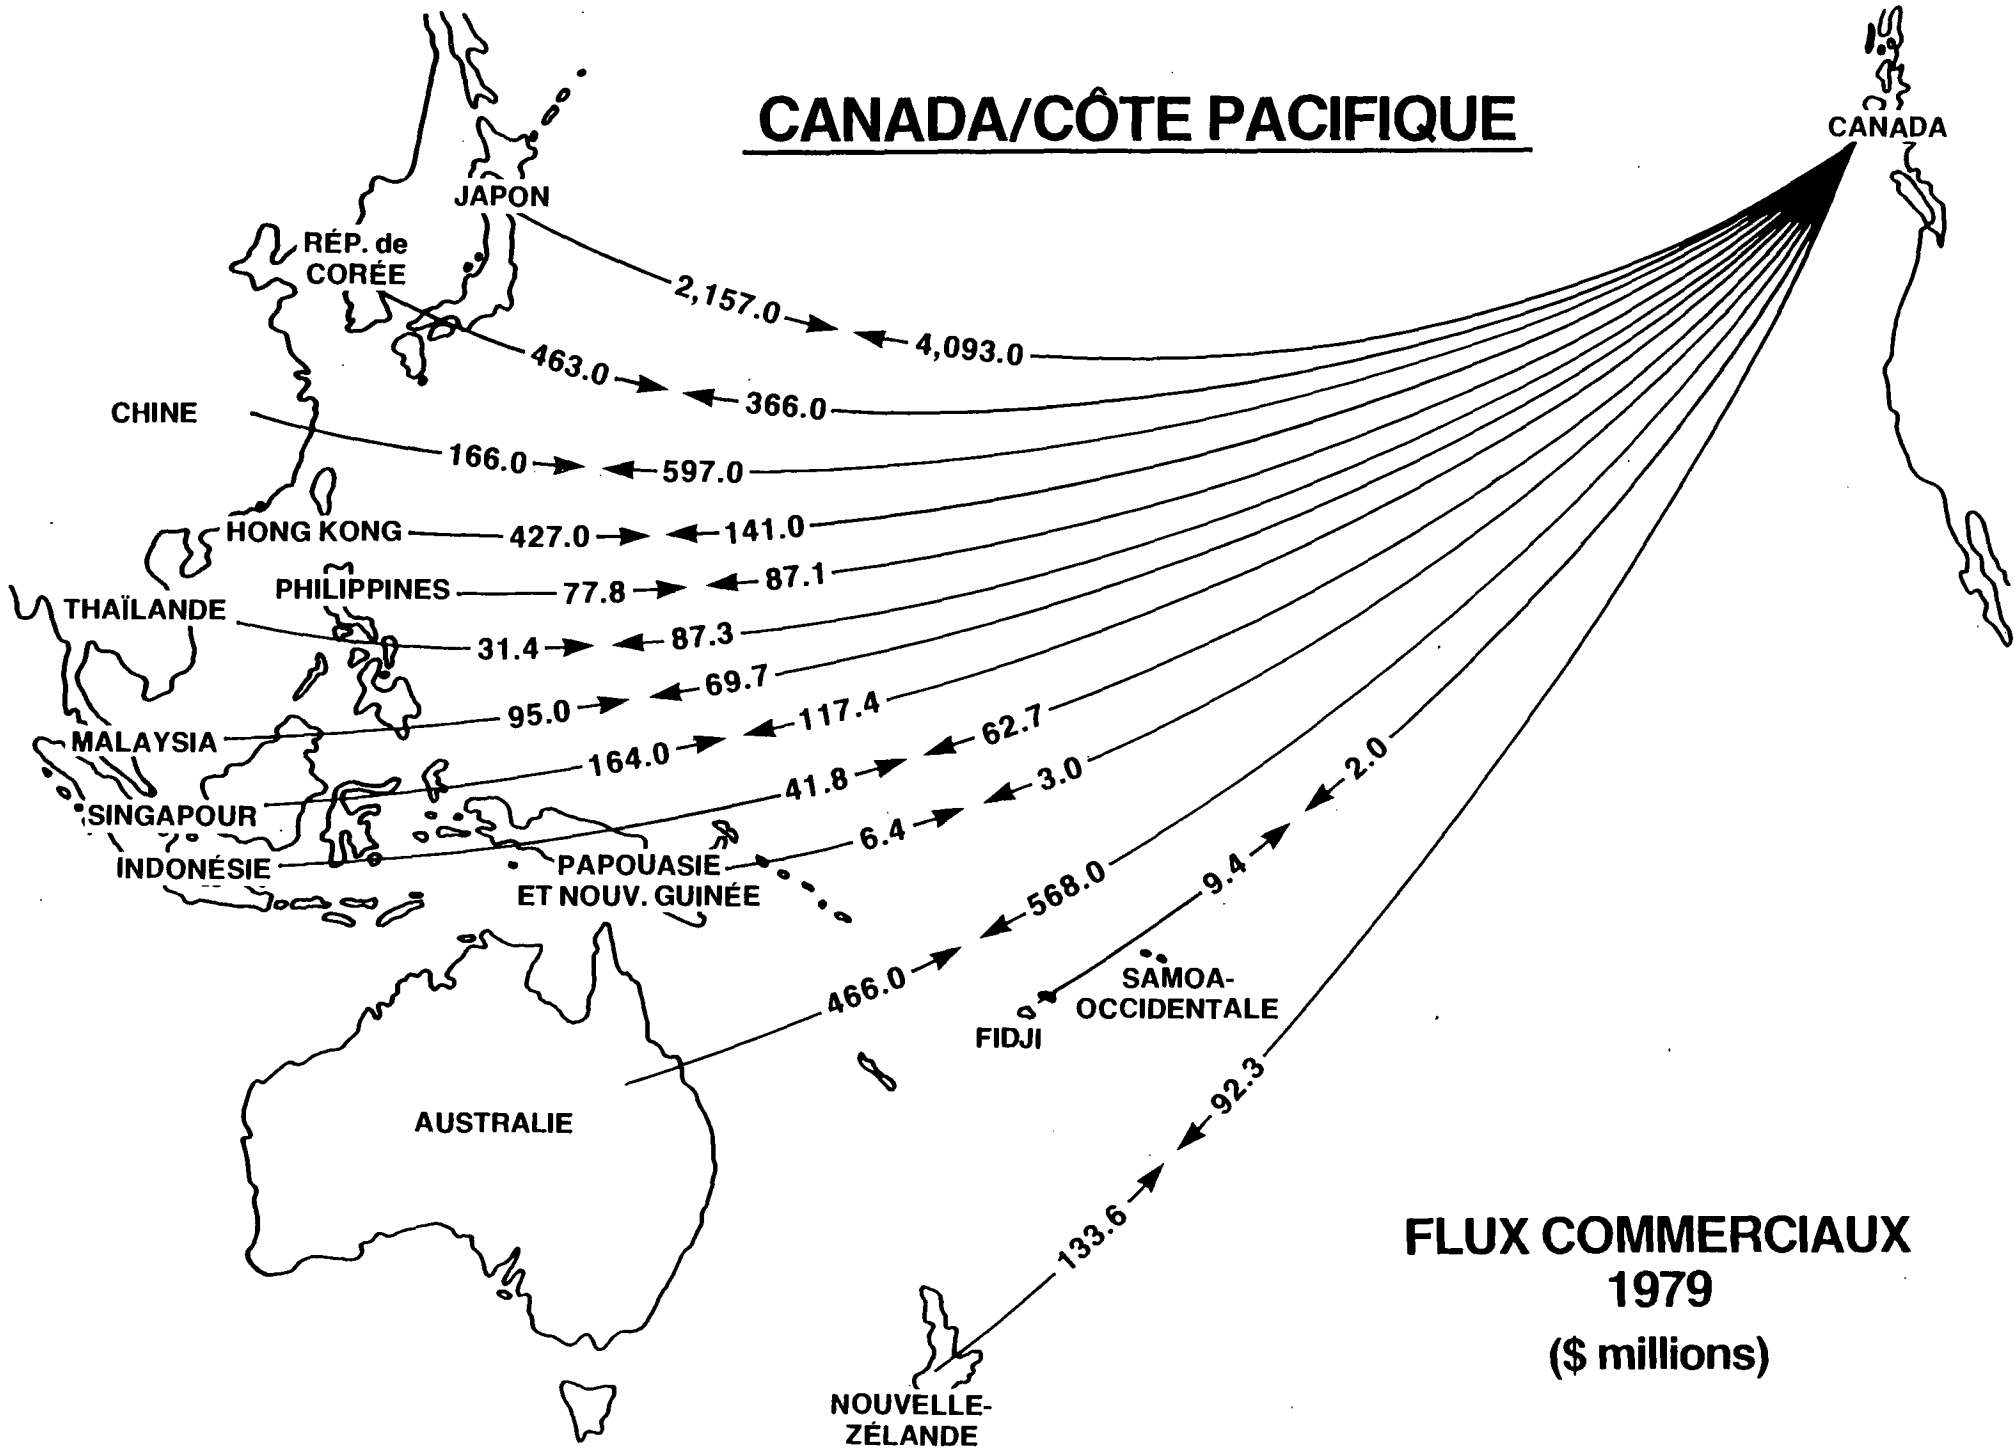 CANADA/CÔTE PACIFIQUE
CANADA
JAPON
RÉP. de
CORÉE
2,157.0
4,093.0
463.0
366.0
CHINE
166.0
597.0
HONG KONG
427.0
141.0
PHILIPPINES
77.8
87.1
THAÏLANDE
31.4
87.3
MALAYSIA
95.0
69.7
SINGAPOUR
164.0
117.4
INDONÉSIE
41.8
62.7
PAPOUASIE
ET NOUV. GUINÉE
6.4
3.0
AUSTRALIE
466.0
568.0
FIDJI
9.4
2.0
SAMOA-
OCCIDENTALE
NOUVELLE-
ZÉLANDE
133.6
92.3
FLUX COMMERCIAUX
1979
($ millions)